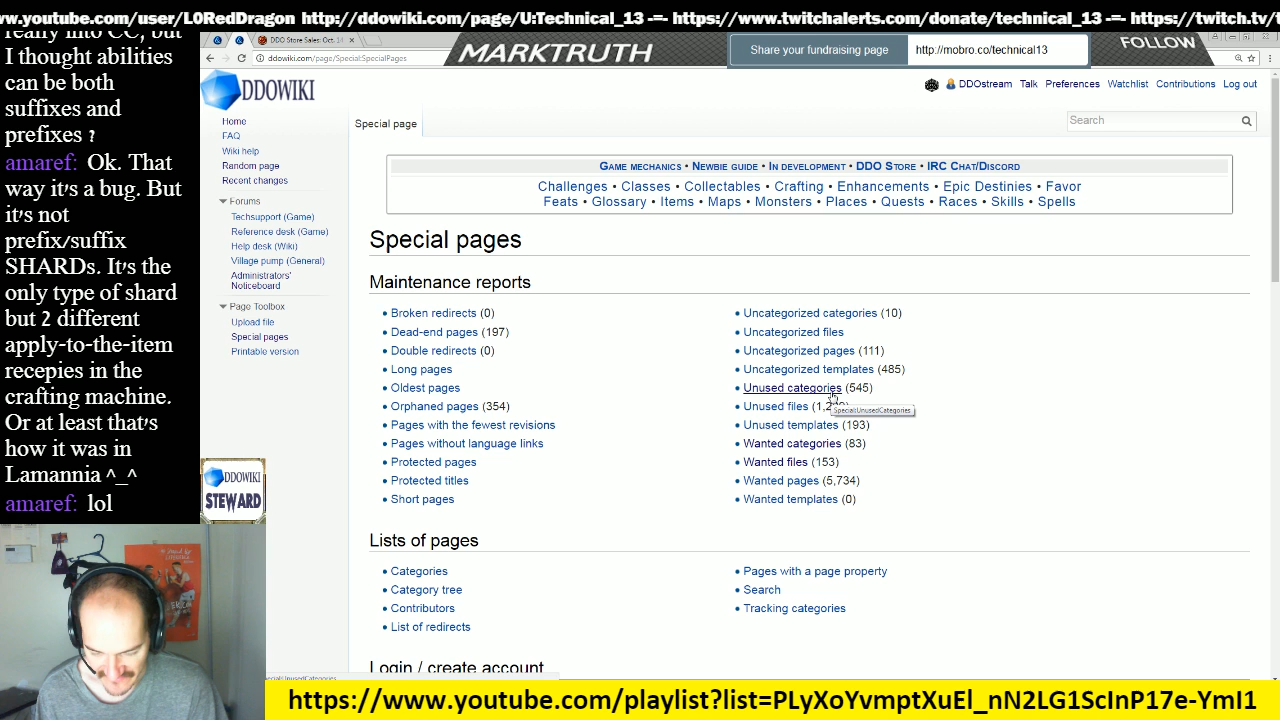 ww.youtube.com/user/L0RedDragon http://ddowiki.com/page/U:Technical_13 -=- https://www.twitchalerts.com/donate/technical_13 -=- https://twitch.tv/
really into CC, but
I thought abilities
can be both
suffixes and
prefixes ?
amaref: Ok. That
way it's a bug. But
it's not
prefix/suffix
SHARDs. It's the
only type of shard
but 2 different
apply-to-the-item
recepies in the
crafting machine.
Or at least that's
how it was in
Lamannia ^_^
amaref: lol
DDO Store Sales: Oct. 14
ddowiki.com/page/Special:SpecialPages
MARKTRUTH
Share your fundraising page
http://mobro.co/technical13
FOLLOW
DDOWIKI
DDOstream Talk Preferences Watchlist Contributions Log out
Home
FAQ
Wiki help
Random page
Recent changes
Forums
Techsupport (Game)
Reference desk (Game)
Help desk (Wiki)
Village pump (General)
Administrators'
Noticeboard
Page Toolbox
Upload file
Special pages
Printable version
Special page
Search
Game mechanics • Newbie guide • In development • DDO Store • IRC Chat/Discord
Challenges • Classes • Collectables • Crafting • Enhancements • Epic Destinies • Favor
Feats • Glossary • Items • Maps • Monsters • Places • Quests • Races • Skills • Spells
Special pages
Maintenance reports
Broken redirects (0)
Dead-end pages (197)
Double redirects (0)
Long pages
Oldest pages
Orphaned pages (354)
Pages with the fewest revisions
Pages without language links
Protected pages
Protected titles
Short pages
Uncategorized categories (10)
Uncategorized files
Uncategorized pages (111)
Uncategorized templates (485)
Unused categories (545)
Unused files (1,2
Special:UnusedCategories
Unused templates (193)
Wanted categories (83)
Wanted files (153)
Wanted pages (5,734)
Wanted templates (0)
Lists of pages
Categories
Category tree
Contributors
List of redirects
Pages with a page property
Search
Tracking categories
Login / create account
DDOWIKI
STEWARD
https://www.youtube.com/playlist?list=PLyXoYvmptXuEl_nN2LG1ScInP17e-YmI1